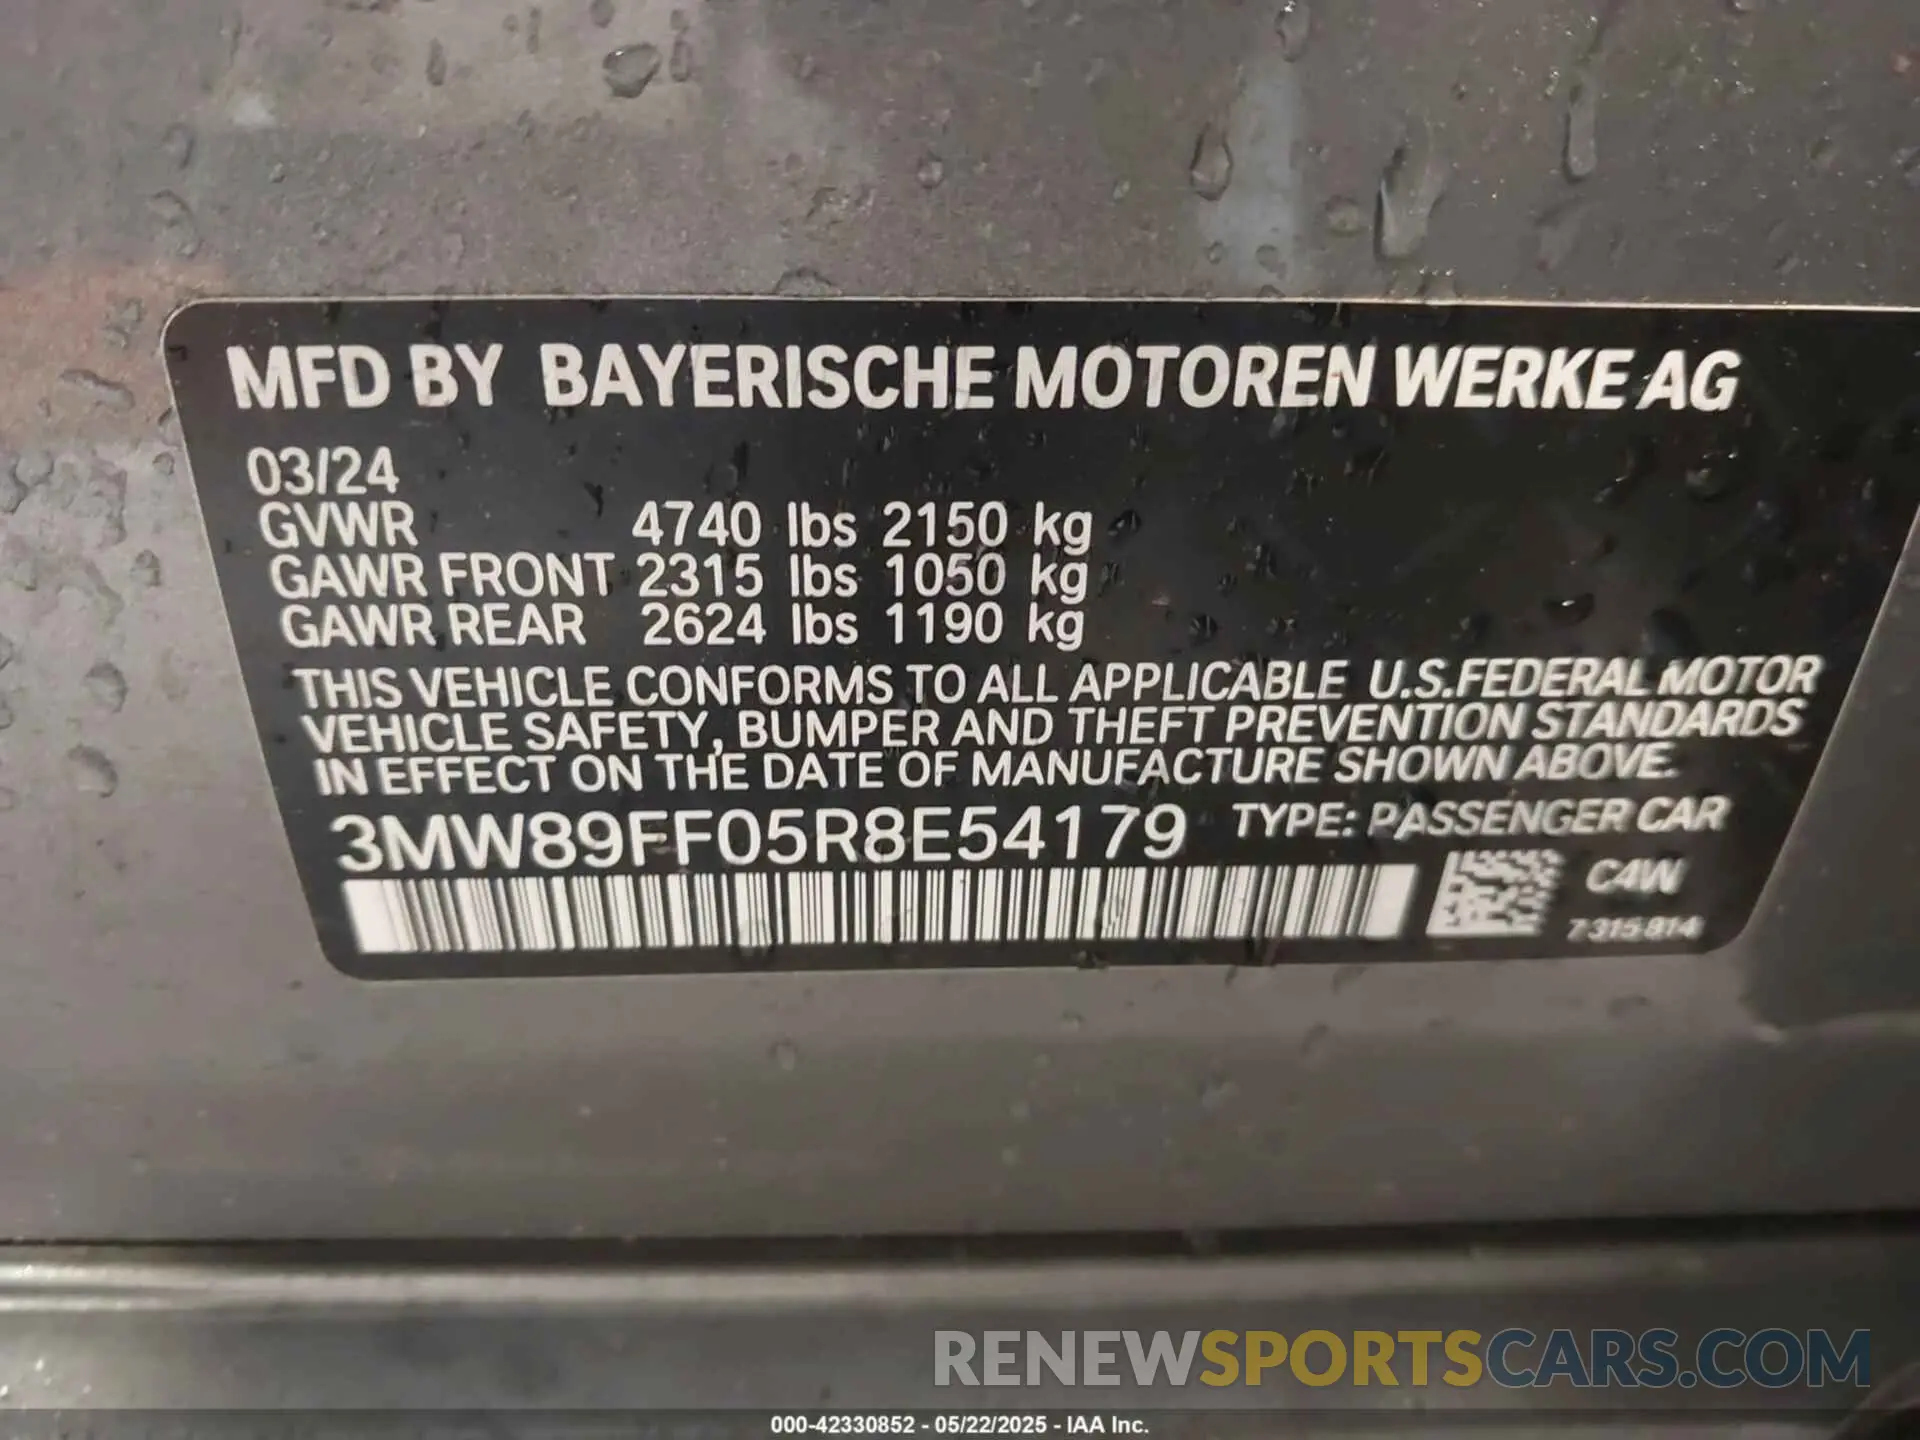 MFD BY BAYERISCHE MOTOREN WERKE AG
03/24
GVWR 4740 lbs 2150 kg
GAWR FRONT 2315 lbs 1050 kg
GAWR REAR 2624 lbs 1190 kg
THIS VEHICLE CONFORMS TO ALL APPLICABLE U.S.FEDERAL MOTOR
VEHICLE SAFETY, BUMPER AND THEFT PREVENTION STANDARDS
IN EFFECT ON THE DATE OF MANUFACTURE SHOWN ABOVE.
3MW89FF05R8E54179 TYPE: PASSENGER CAR
C4W
7 315 814
RENEWSPORTSCARS.COM
000-42330852 - 05/22/2025 - IAA Inc.